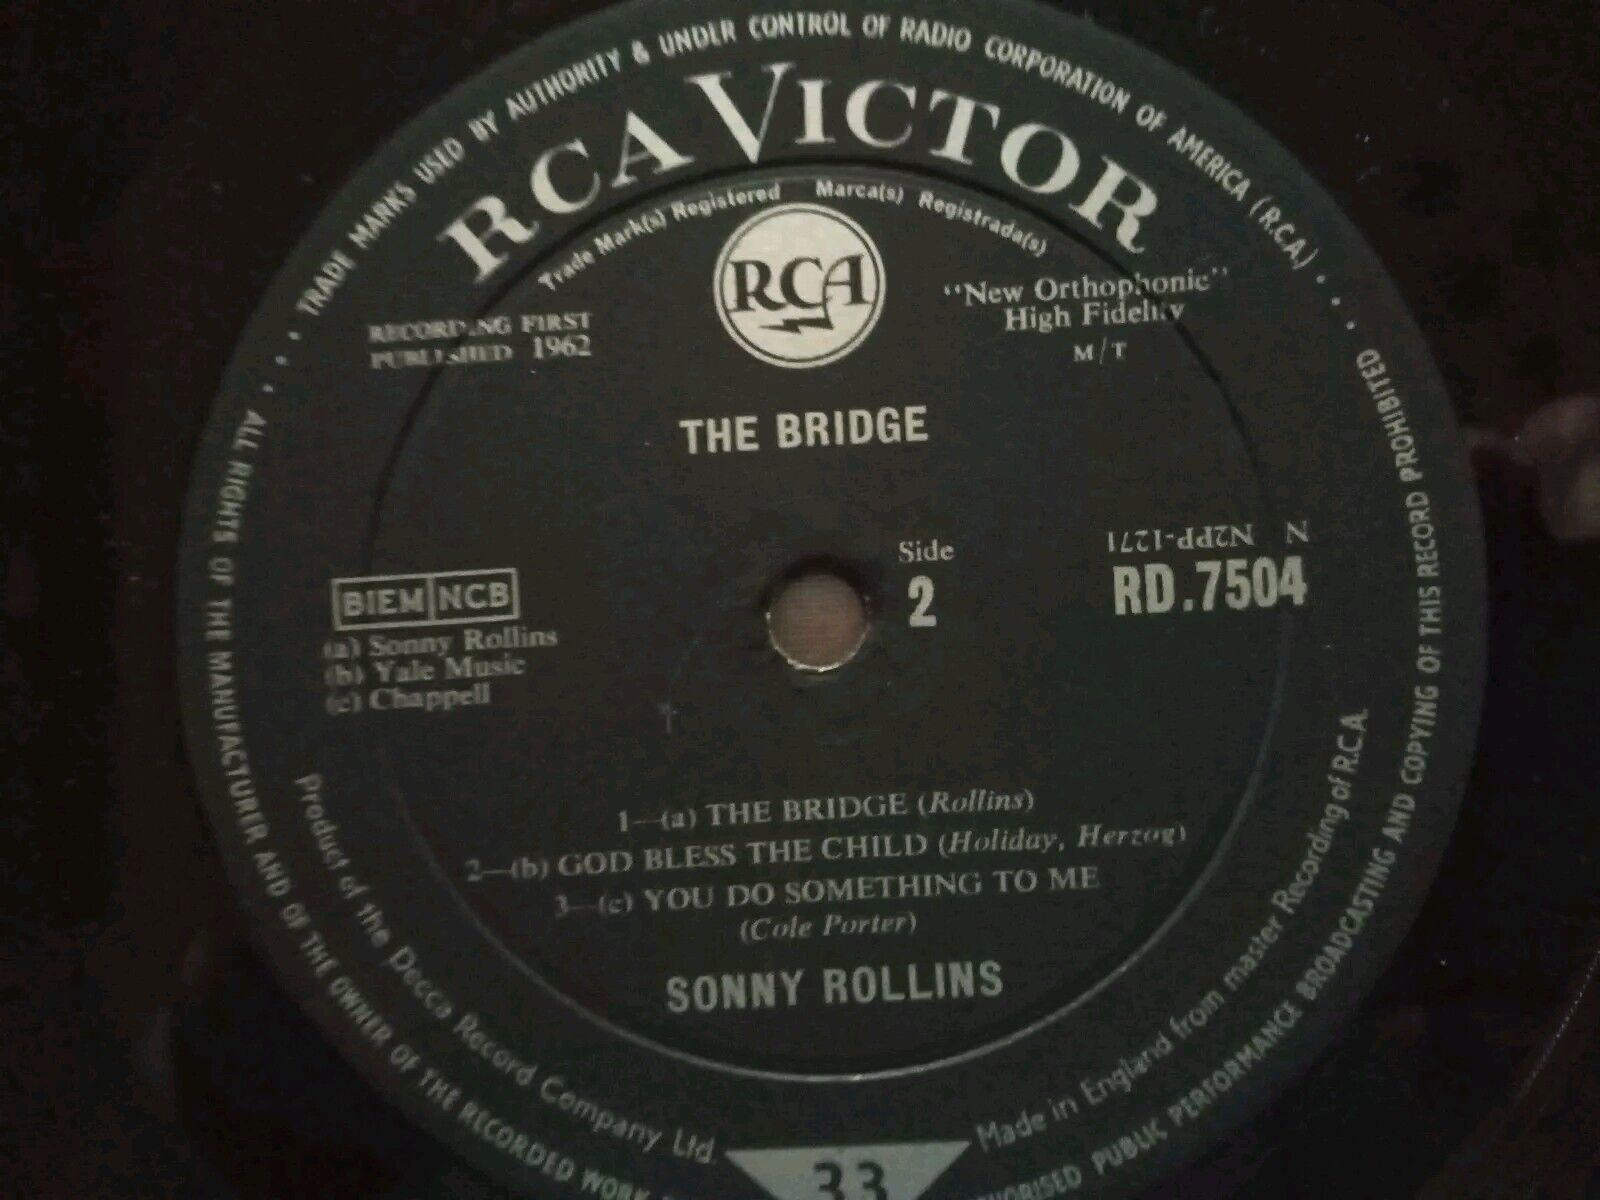 TRADE MARKS USED BY AUTHORITY & UNDER CONTROL OF RADIO CORPORATION OF AMERICA (R.C.A.)
RCA VICTOR
Trade Mark(s) Registered Marca(s) Registrada(s)
RCA
RECORDING FIRST
PUBLISHED 1962
"New Orthophonic"
High Fidelity
M/T
THE BRIDGE
Side
2
N N2PP-1271
RD.7504
BIEM NCB
(a) Sonny Rollins
(b) Yale Music
(c) Chappell
1—(a) THE BRIDGE (Rollins)
2—(b) GOD BLESS THE CHILD (Holiday, Herzog)
3—(c) YOU DO SOMETHING TO ME
(Cole Porter)
SONNY ROLLINS
Product of the Decca Record Company Ltd.
33
Made in England from master Recording of R.C.A.
ALL RIGHTS OF THE MANUFACTURER AND OF THE OWNER OF THE RECORDED WORK
PUBLIC PERFORMANCE BROADCASTING AND COPYING OF THIS RECORD PROHIBITED